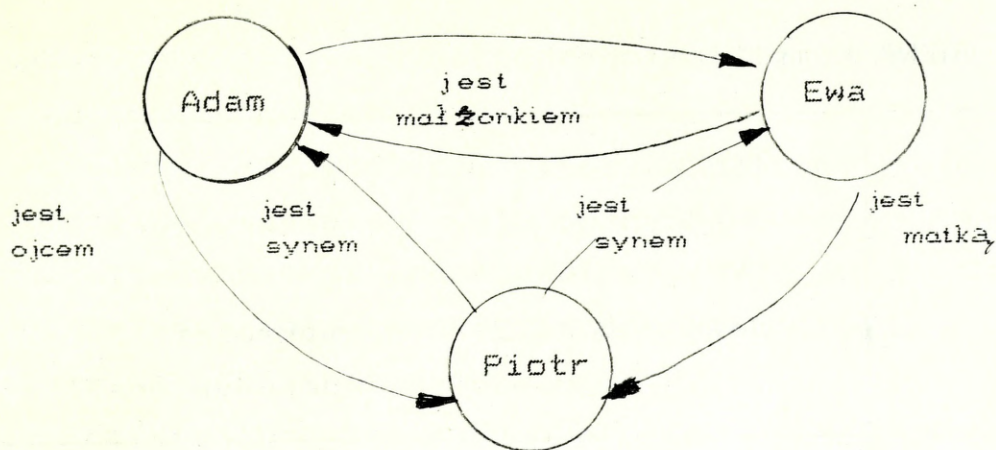 Adam
Ewa
jest
małżonkiem
jest
ojcem
jest
synem
jest
synem
jest
matką
Piotr